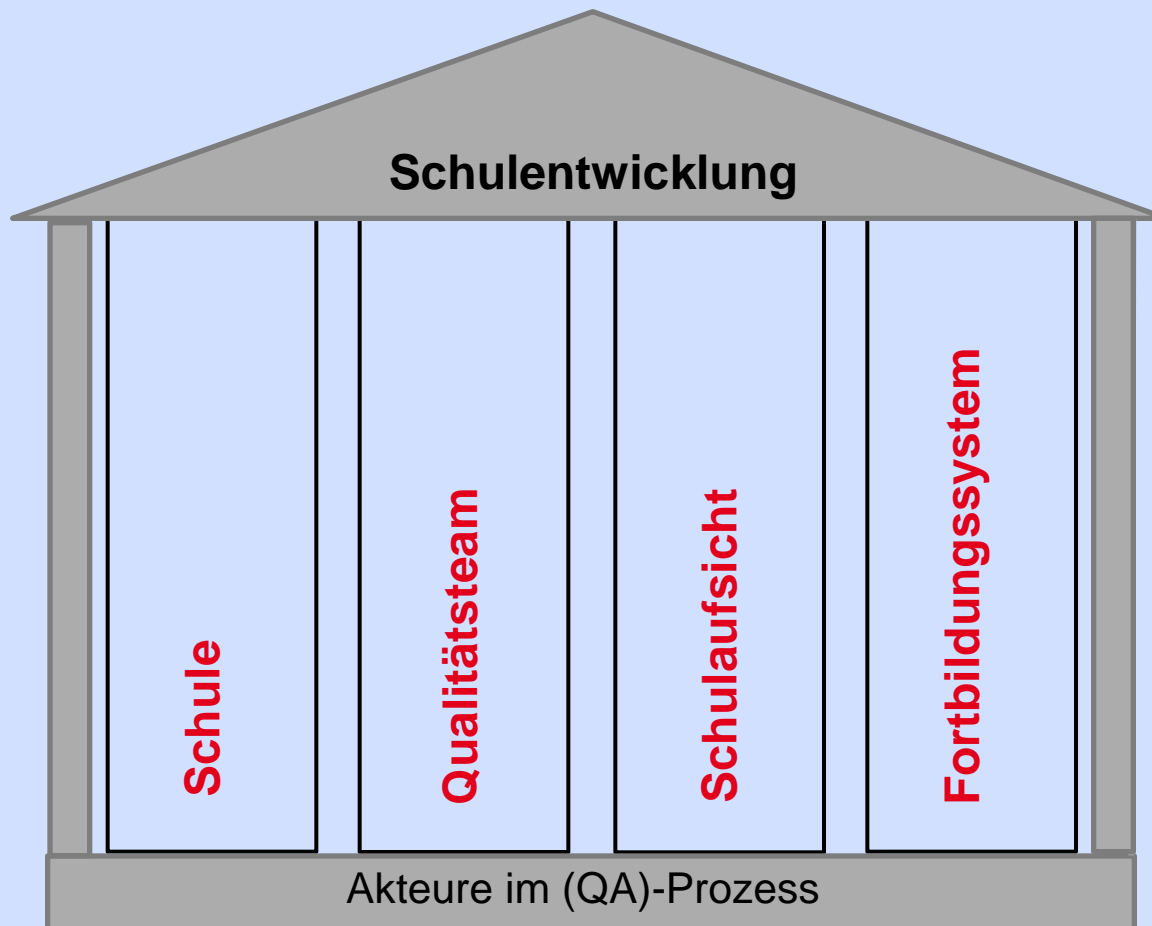 Schulentwicklung
Schule
Qualitätsteam
Schulaufsicht
Fortbildungssystem
Akteure im (QA)-Prozess